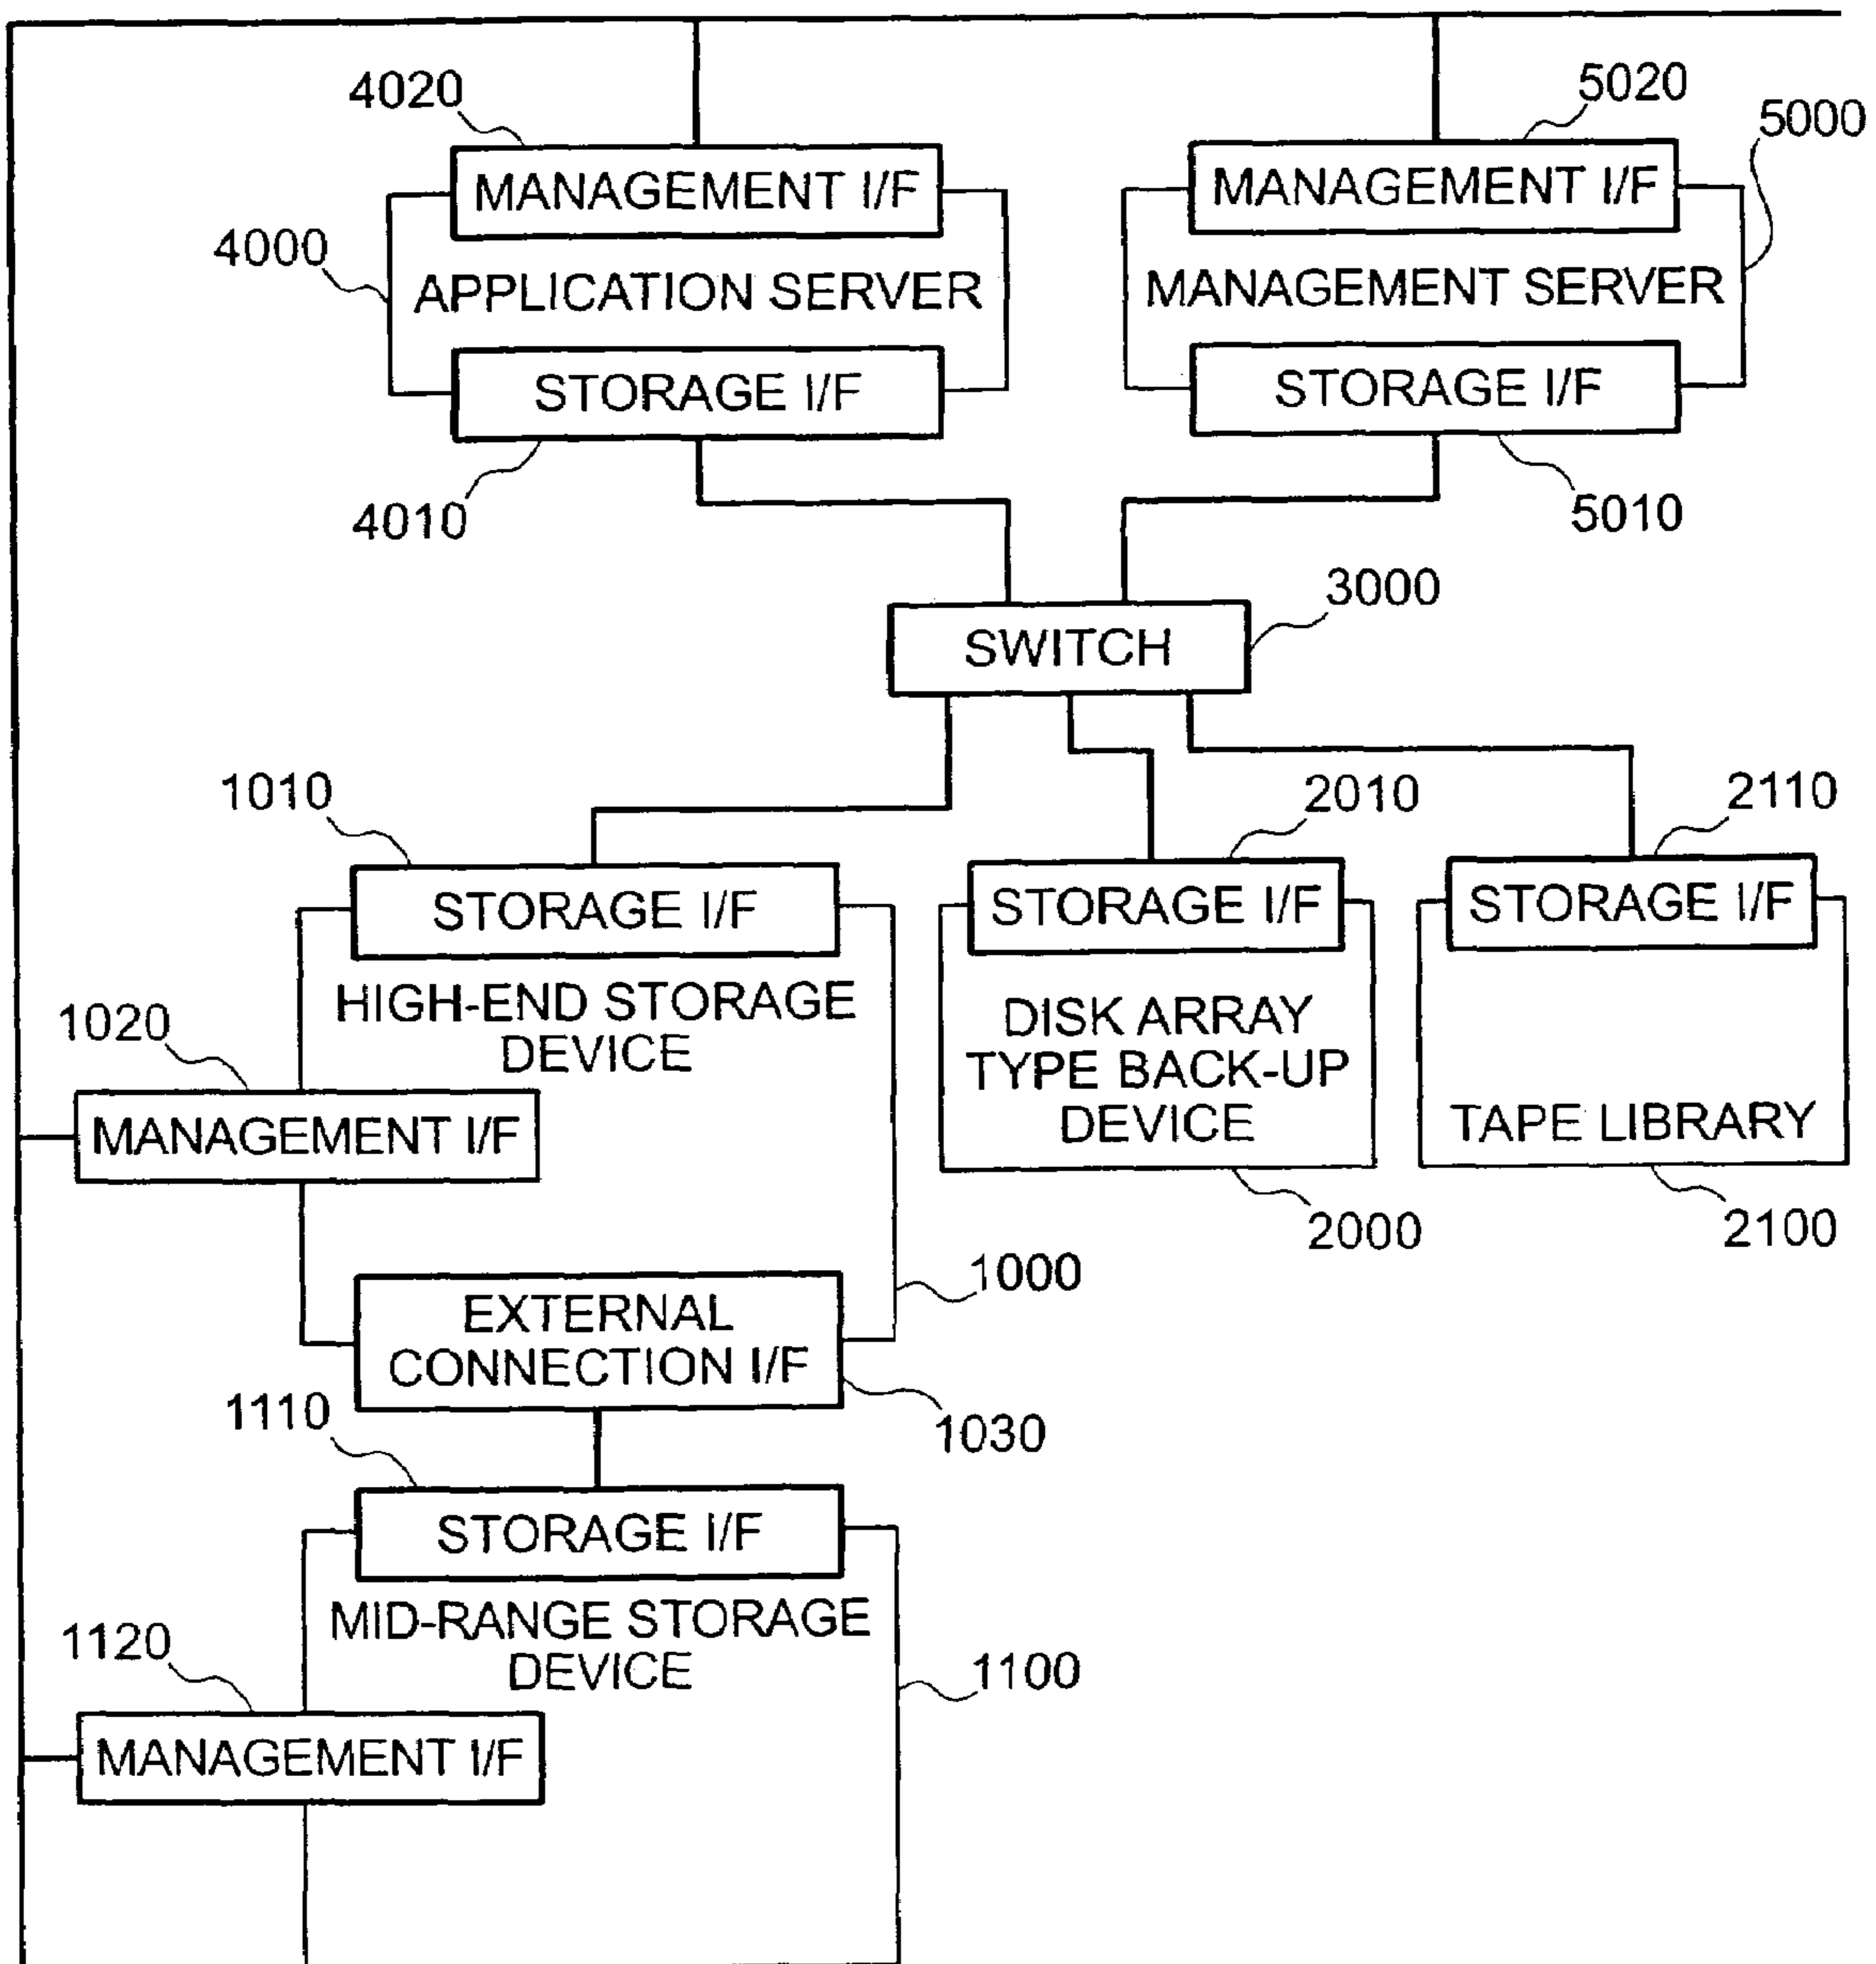 4020
5020
5000
MANAGEMENT I/F
MANAGEMENT I/F
4000
APPLICATION SERVER
MANAGEMENT SERVER
STORAGE I/F
STORAGE I/F
4010
5010
3000
SWITCH
1010
2010
2110
STORAGE I/F
STORAGE I/F
STORAGE I/F
HIGH-END STORAGE
DEVICE
DISK ARRAY
TYPE BACK-UP
DEVICE
1020
MANAGEMENT I/F
TAPE LIBRARY
2000
2100
1000
EXTERNAL
CONNECTION I/F
1110
1030
STORAGE I/F
MID-RANGE STORAGE
DEVICE
1120
1100
MANAGEMENT I/F